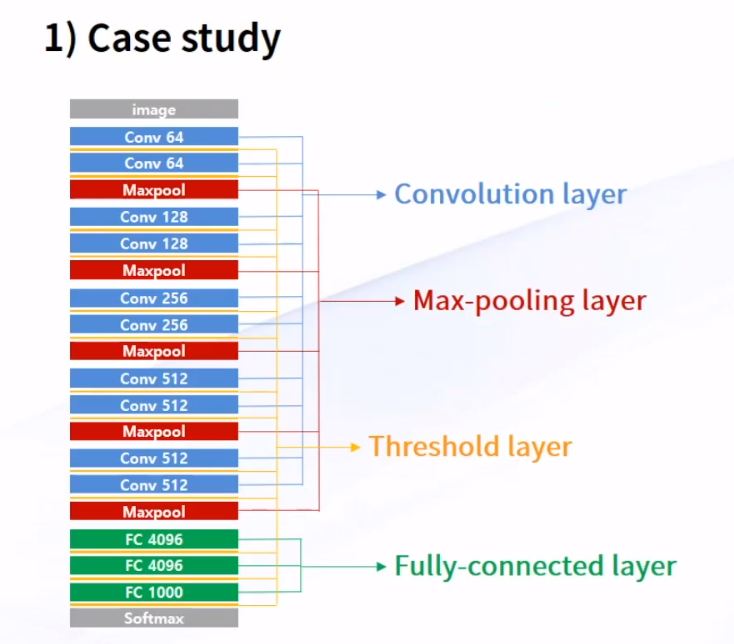 1) Case study
image
Conv 64
Conv 64
Maxpool
Conv 128
Conv 128
Maxpool
Conv 256
Conv 256
Maxpool
Conv 512
Conv 512
Maxpool
Conv 512
Conv 512
Maxpool
FC 4096
FC 4096
FC 1000
Softmax
Convolution layer
Max-pooling layer
Threshold layer
Fully-connected layer